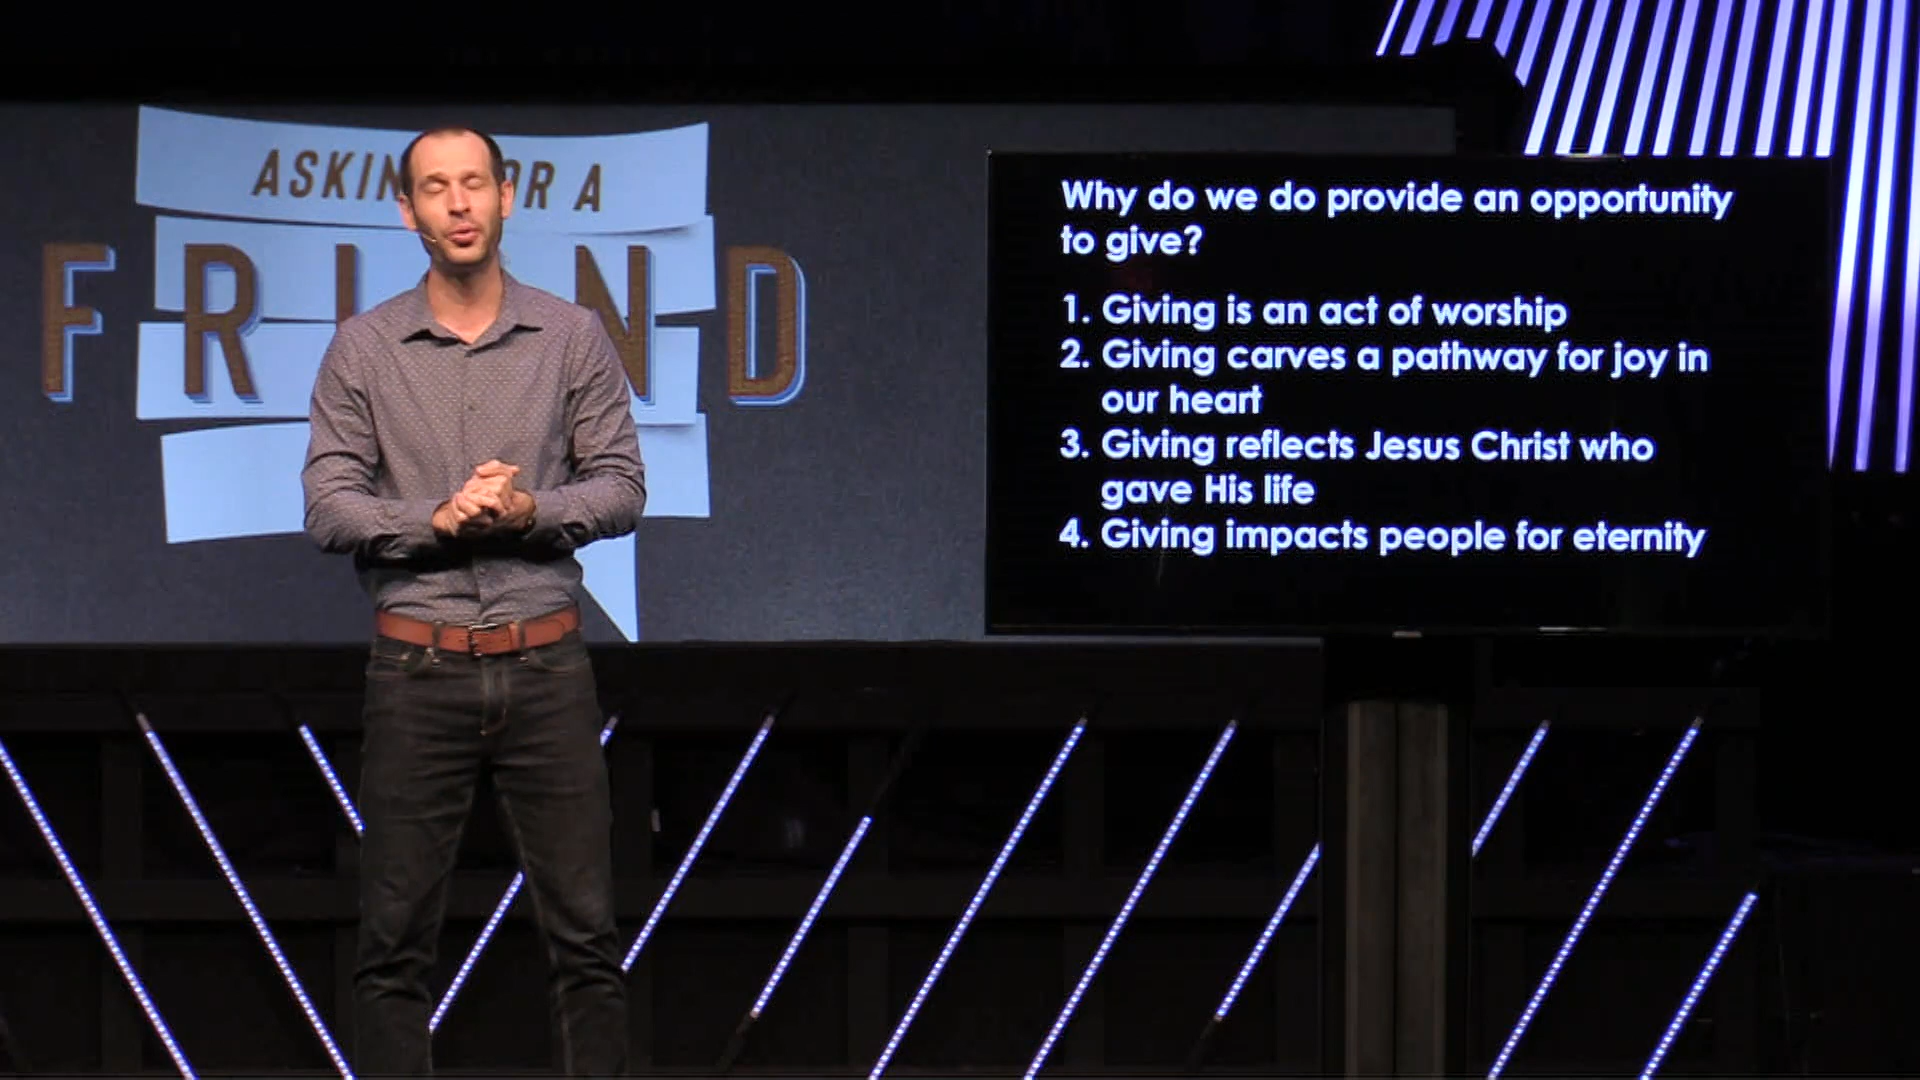 ASKIN OR A
FRI ND
Why do we do provide an opportunity
to give?
1. Giving is an act of worship
2. Giving carves a pathway for joy in
our heart
3. Giving reflects Jesus Christ who
gave His life
4. Giving impacts people for eternity